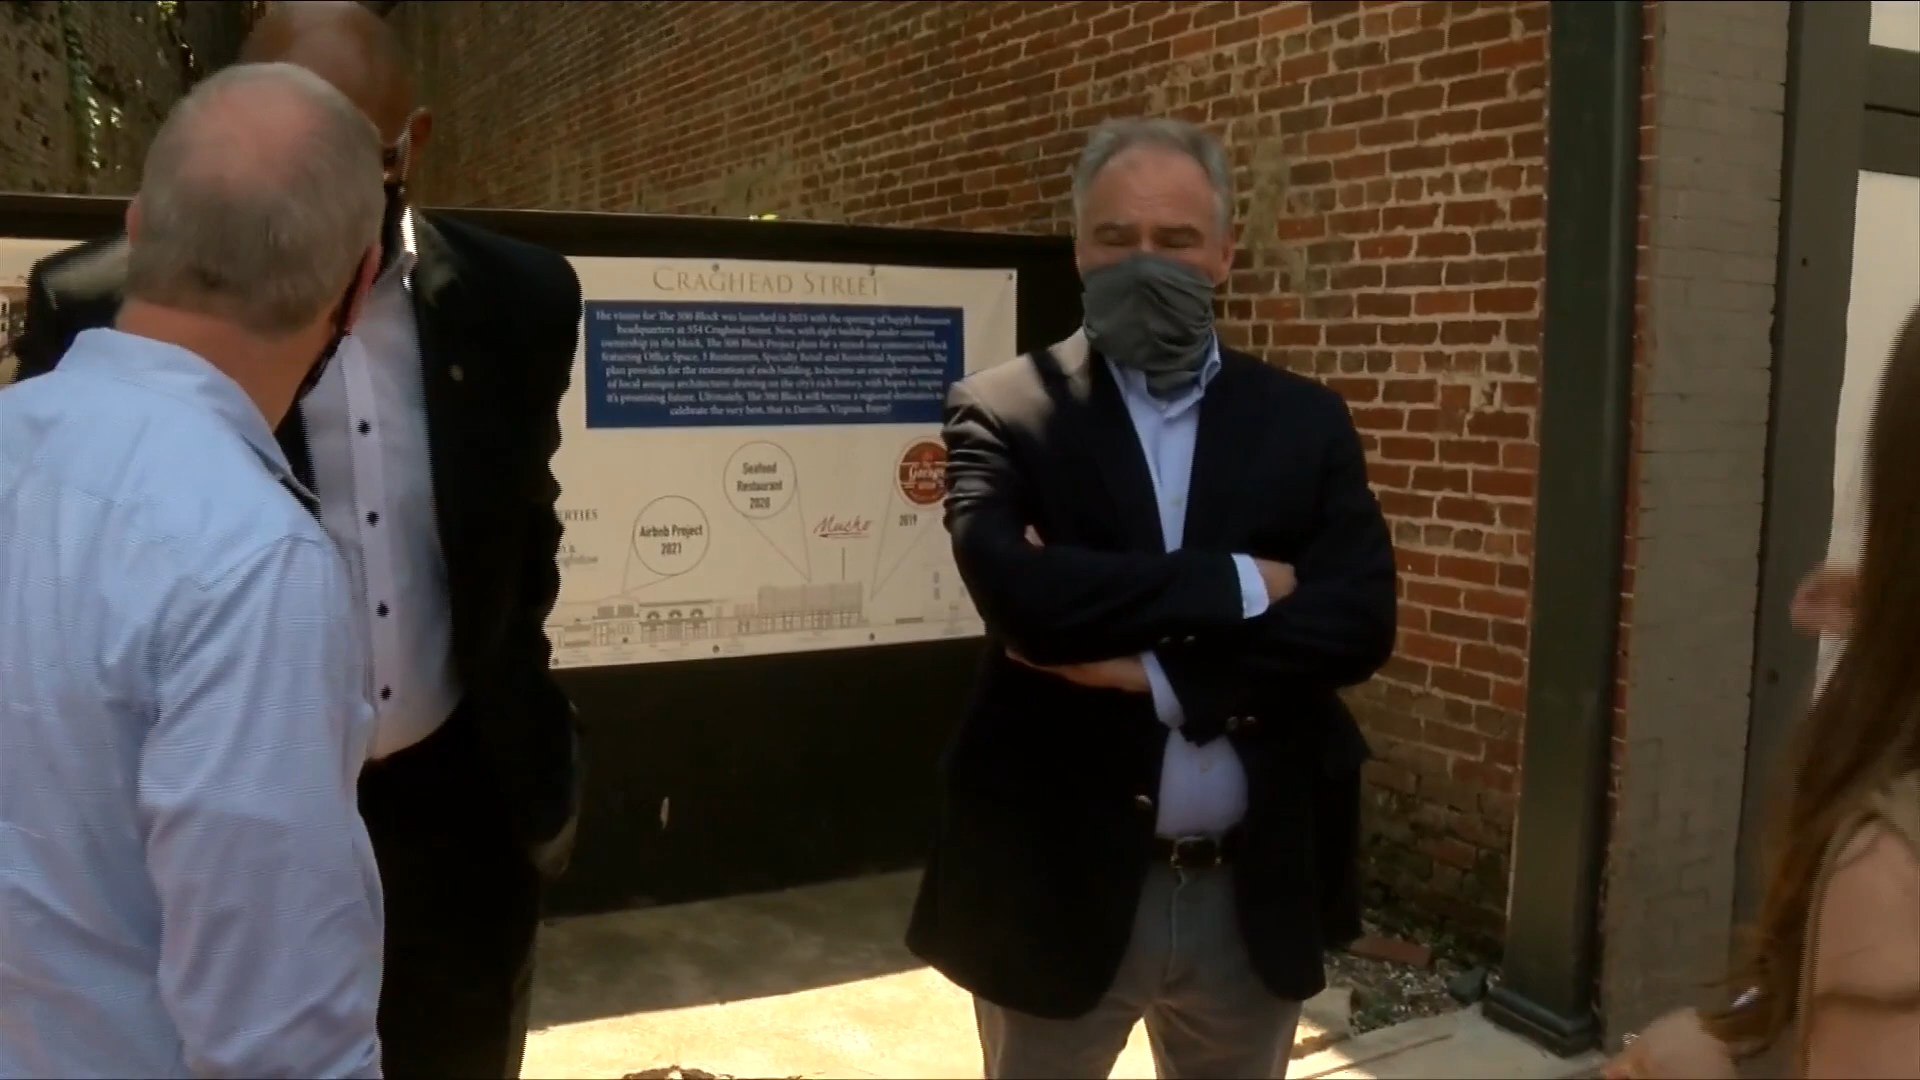 CRAGHEAD STREET
The vision for The 500 Block was launched in 2015 with the opening of Supply Resources
headquarters at 554 Craghead Street. Now, with eight buildings under common
ownership in the block, The 500 Block Project plans for a mixed use commercial block
featuring Office Space, 3 Restaurants, Specialty Retail and Residential Apartments. The
plan provides for the restoration of each building, to become an exemplary showcase
of local antique architecture drawing on the city's rich history, with hopes to inspire
it's promising future. Ultimately, The 500 Block will become a regional destination to
celebrate the very best, that is Danville, Virginia. Enjoy!
Seafood
Restaurant
2020
Garage
ERTIES
Airbnb Project
2021
Mucho
2019